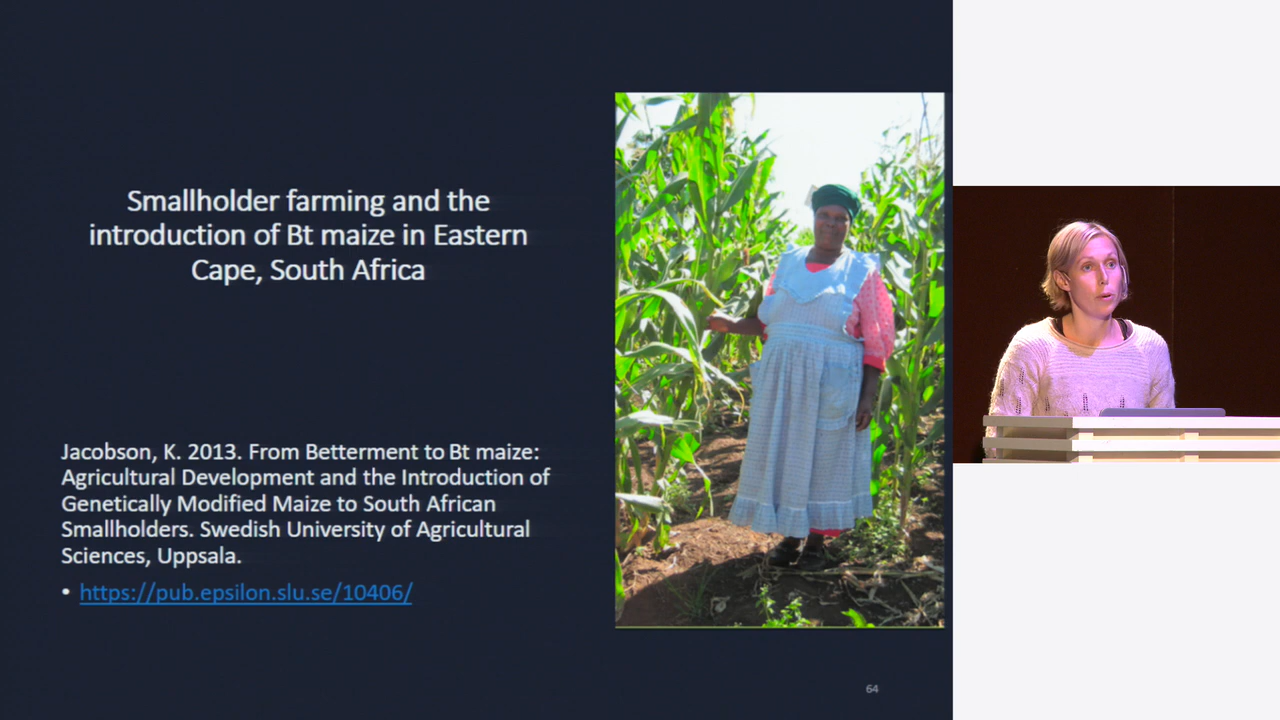 Smallholder farming and the
introduction of Bt maize in Eastern
Cape, South Africa
Jacobson, K. 2013. From Betterment to Bt maize:
Agricultural Development and the Introduction of
Genetically Modified Maize to South African
Smallholders. Swedish University of Agricultural
Sciences, Uppsala.
• https://pub.epsilon.slu.se/10406/
64